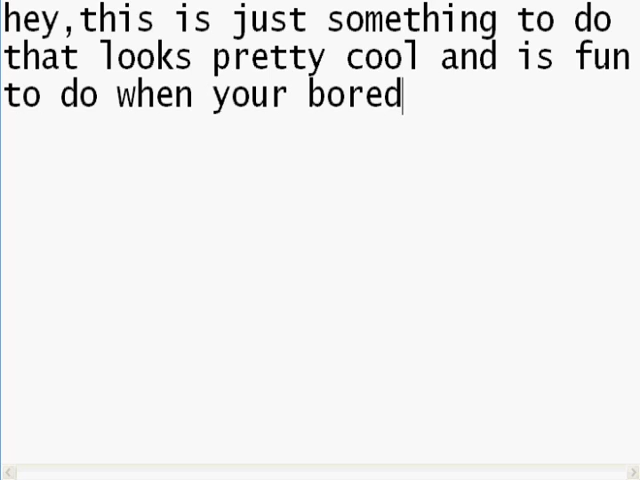 hey,this is just something to do
that looks pretty cool and is fun
to do when your bored